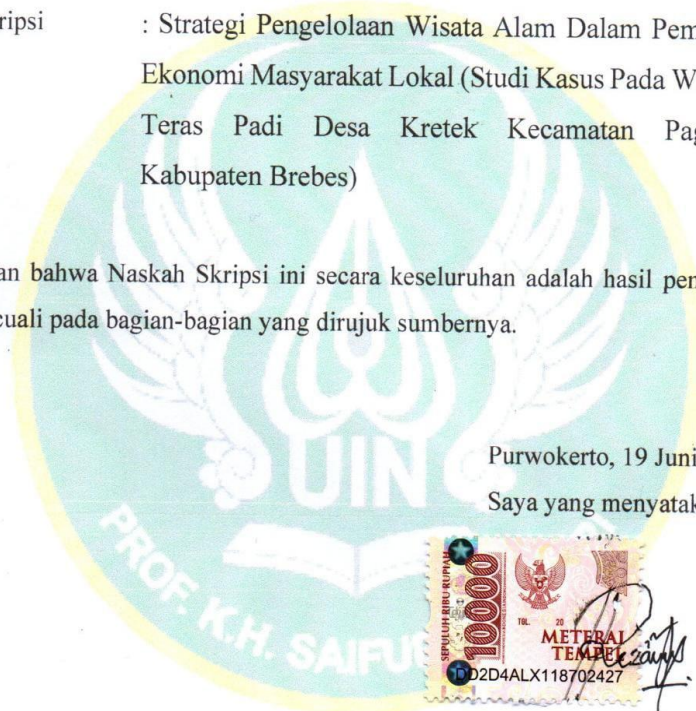 ripsi : Strategi Pengelolaan Wisata Alam Dalam Pem
Ekonomi Masyarakat Lokal (Studi Kasus Pada W
Teras Padi Desa Kretek Kecamatan Pag
Kabupaten Brebes)
an bahwa Naskah Skripsi ini secara keseluruhan adalah hasil pen
cuali pada bagian-bagian yang dirujuk sumbernya.
UIN
PROF. K.H. SAIFU
Purwokerto, 19 Juni
Saya yang menyatak
SEPULUH RIBU RUPIAH
10000
TGL. 20
METERAI
TEMPEL
DD2D4ALX118702427